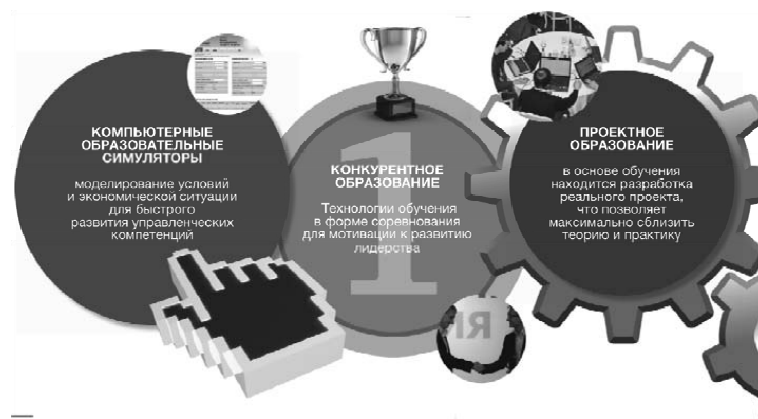 КОМПЬЮТЕРНЫЕ
ОБРАЗОВАТЕЛЬНЫЕ
СИМУЛЯТОРЫ
моделирование условий
и экономической ситуации
для быстрого
развития управленческих
компетенций
1
КОНКУРЕНТНОЕ
ОБРАЗОВАНИЕ
Технологии обучения
в форме соревнования
для мотивации к развитию
лидерства
ПРОЕКТНОЕ
ОБРАЗОВАНИЕ
в основе обучения
находится разработка
реального проекта,
что позволяет
максимально сблизить
теорию и практику